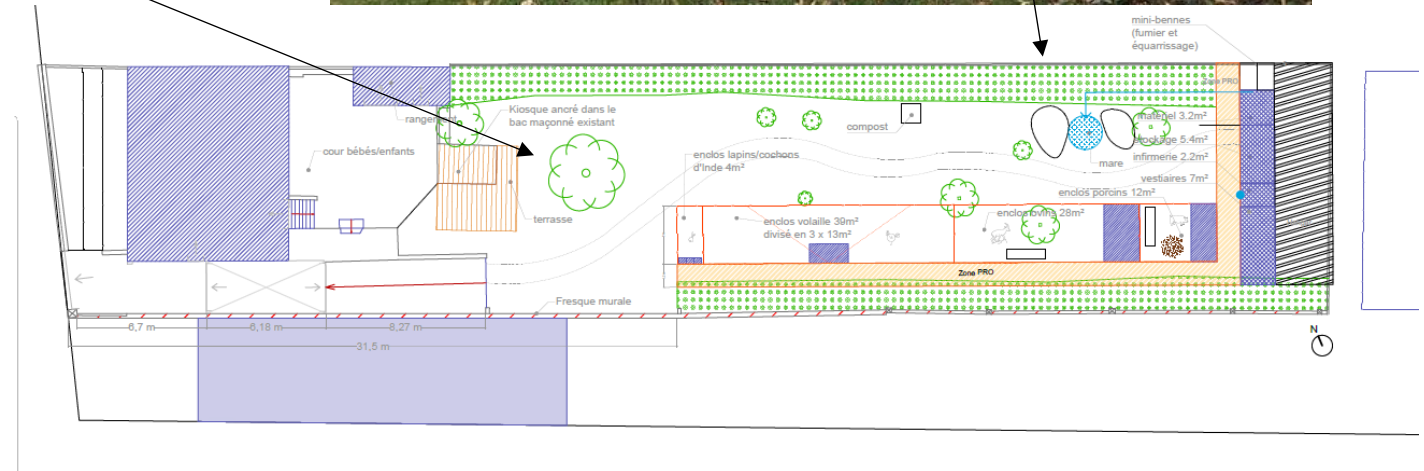 mini-bennes
(fumier et
équarrissage)
Zone PRO
Kiosque ancré dans le
bac maçonné existant
rangement
compost
matériel 3.2m²
stockage 5.4m²
cour bébés/enfants
enclos lapins/cochons
d'Inde 4m²
mare
infirmerie 2.2m²
vestiaires 7m²
enclos porcins 12m²
terrasse
enclos volaille 39m²
divisé en 3 x 13m²
enclos ovins 28m²
Zone PRO
Fresque murale
6,7 m
6,18 m
8,27 m
31,5 m
N